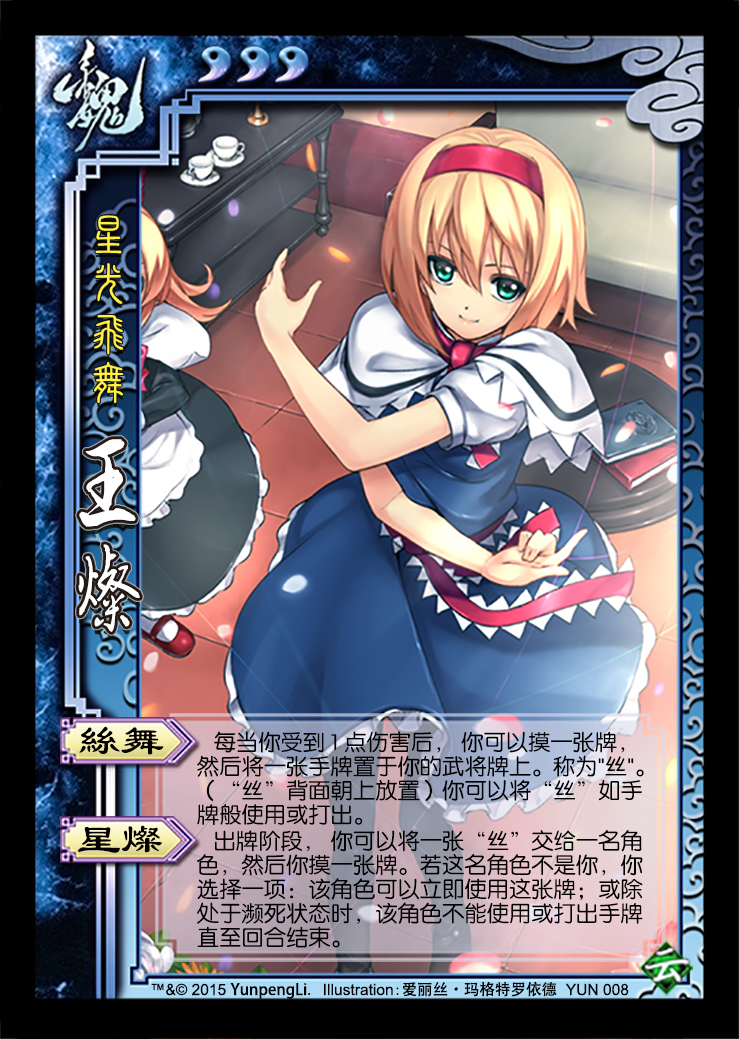 魏
星光飛舞
王燦
絲舞
每当你受到1点伤害后，你可以摸一张牌，
然后将一张手牌置于你的武将牌上。称为"丝"。
（“丝”背面朝上放置）你可以将“丝”如手
牌般使用或打出。
星燦
出牌阶段，你可以将一张“丝”交给一名角
色，然后你摸一张牌。若这名角色不是你，你
选择一项：该角色可以立即使用这张牌；或除
处于濒死状态时，该角色不能使用或打出手牌
直至回合结束。
云
™&© 2015 YunpengLi. Illustration:爱丽丝·玛格特罗依德 YUN 008